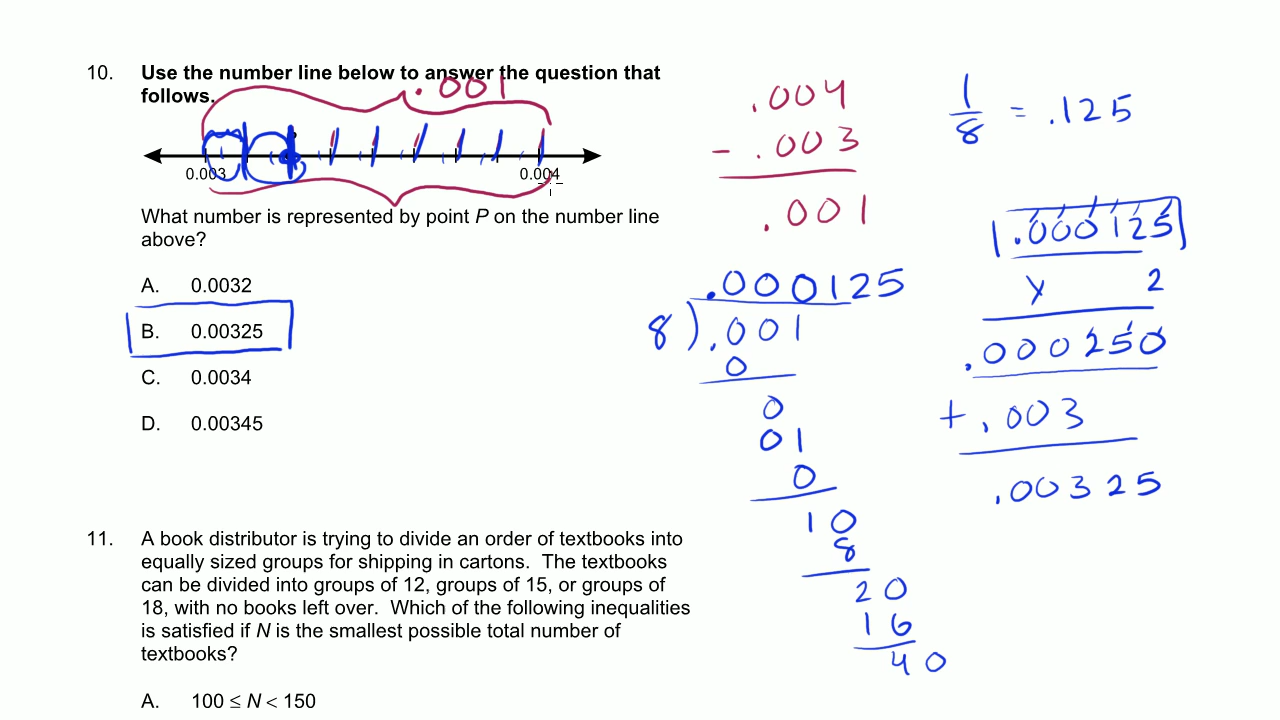 10. Use the number line below to answer the question that
follows.
.001
0.003 0.004
What number is represented by point P on the number line
above?
A. 0.0032
B. 0.00325
C. 0.0034
D. 0.00345
11. A book distributor is trying to divide an order of textbooks into
equally sized groups for shipping in cartons. The textbooks
can be divided into groups of 12, groups of 15, or groups of
18, with no books left over. Which of the following inequalities
is satisfied if N is the smallest possible total number of
textbooks?
A. 100 ≤ N < 150
.004
- .003
.001
.000125
8 ) .001
0
0
01
0
10
8
20
16
40
1/8 = .125
.000125
x 2
.000250
+ .003
.00325